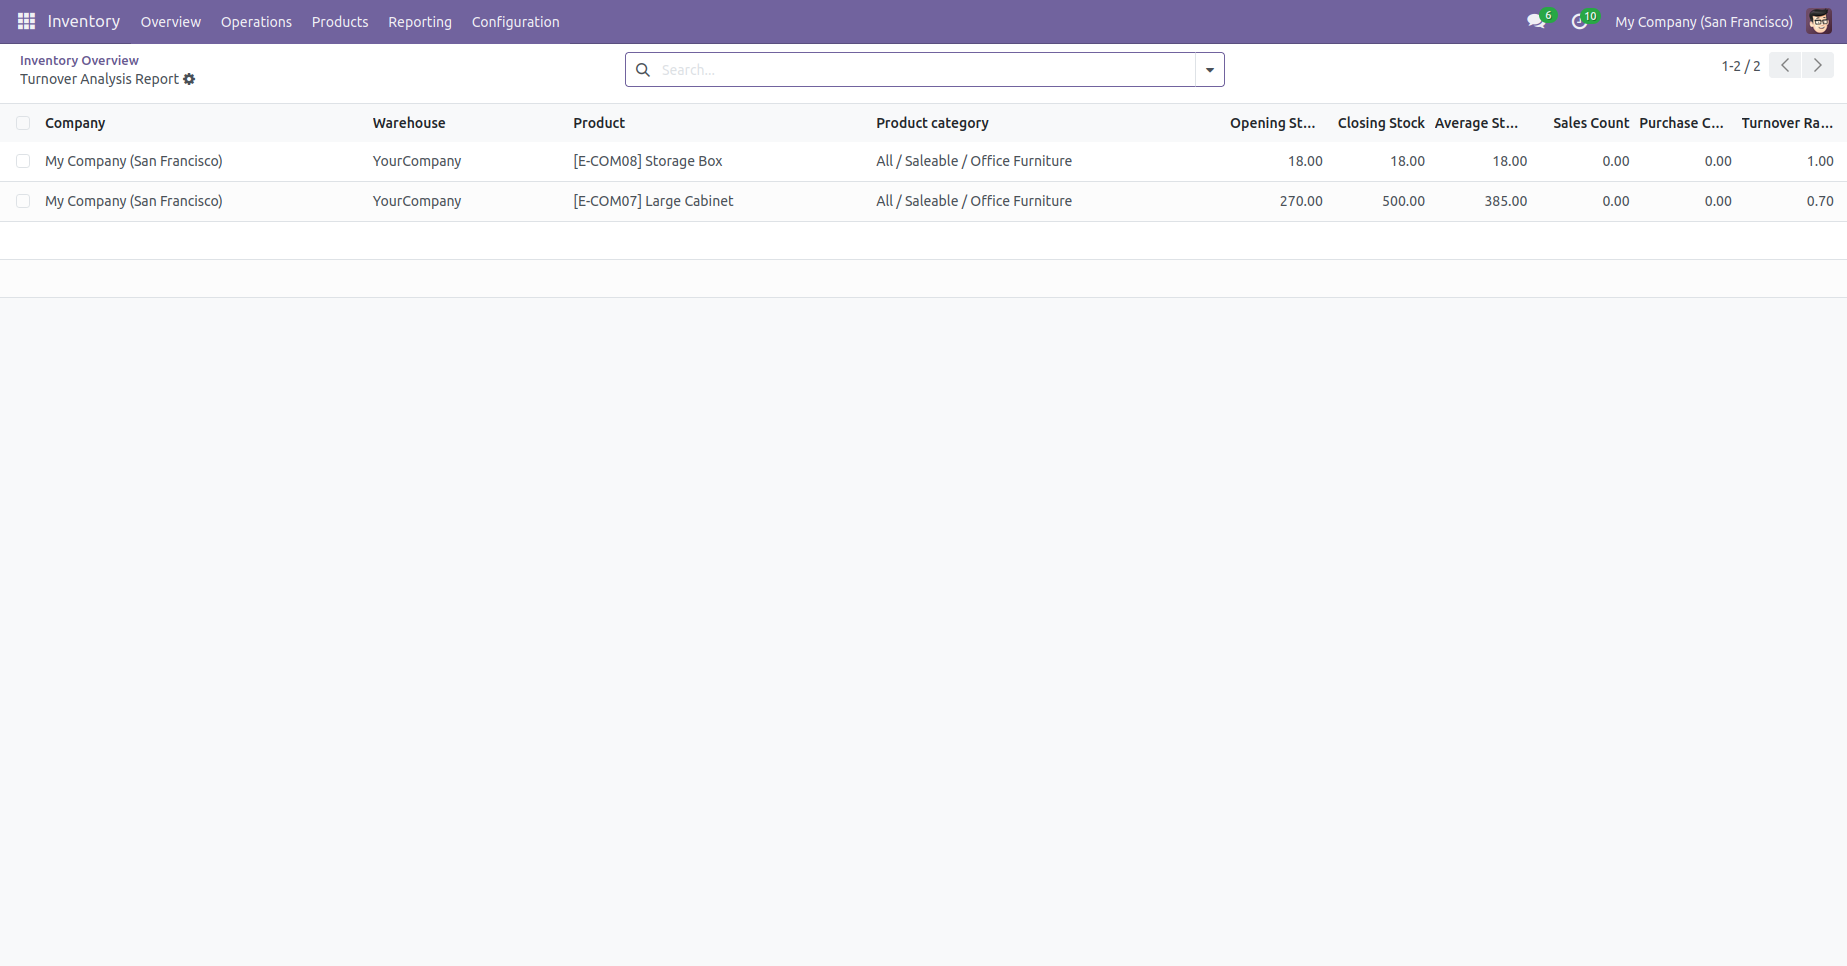 Inventory Overview Operations Products Reporting Configuration 6 10 My Company (San Francisco)
Inventory Overview
Turnover Analysis Report
Search...
1-2 / 2
Company Warehouse Product Product category Opening St... Closing Stock Average St... Sales Count Purchase C... Turnover Ra...
My Company (San Francisco) YourCompany [E-COM08] Storage Box All / Saleable / Office Furniture 18.00 18.00 18.00 0.00 0.00 1.00
My Company (San Francisco) YourCompany [E-COM07] Large Cabinet All / Saleable / Office Furniture 270.00 500.00 385.00 0.00 0.00 0.70